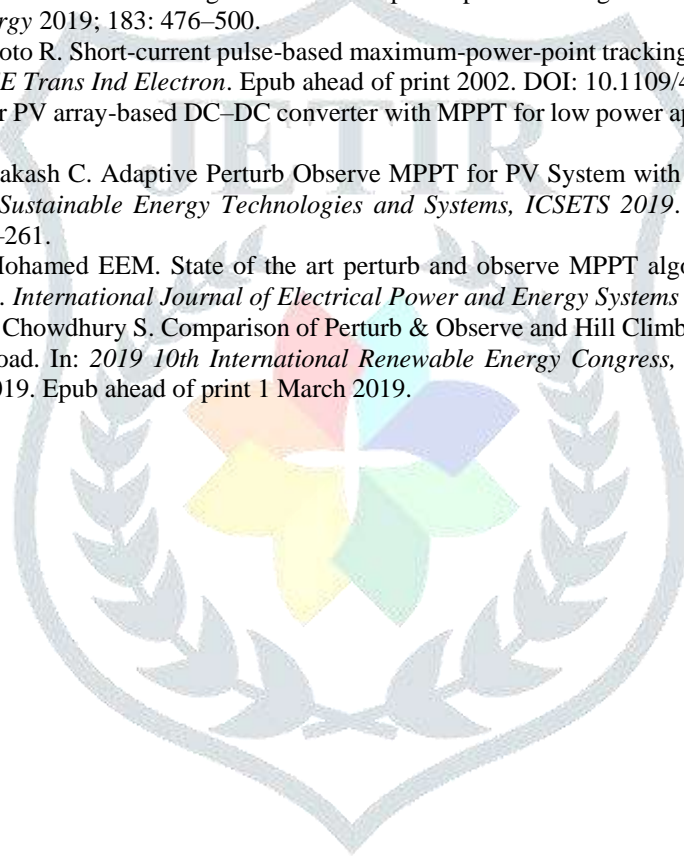 rgy 2019; 183: 476–500.
oto R. Short-current pulse-based maximum-power-point tracking
E Trans Ind Electron. Epub ahead of print 2002. DOI: 10.1109/4
r PV array-based DC–DC converter with MPPT for low power ap
JETIR
akash C. Adaptive Perturb Observe MPPT for PV System with
Sustainable Energy Technologies and Systems, ICSETS 2019.
–261.
Mohamed EEM. State of the art perturb and observe MPPT algo
. International Journal of Electrical Power and Energy Systems
Chowdhury S. Comparison of Perturb & Observe and Hill Climb
oad. In: 2019 10th International Renewable Energy Congress,
019. Epub ahead of print 1 March 2019.